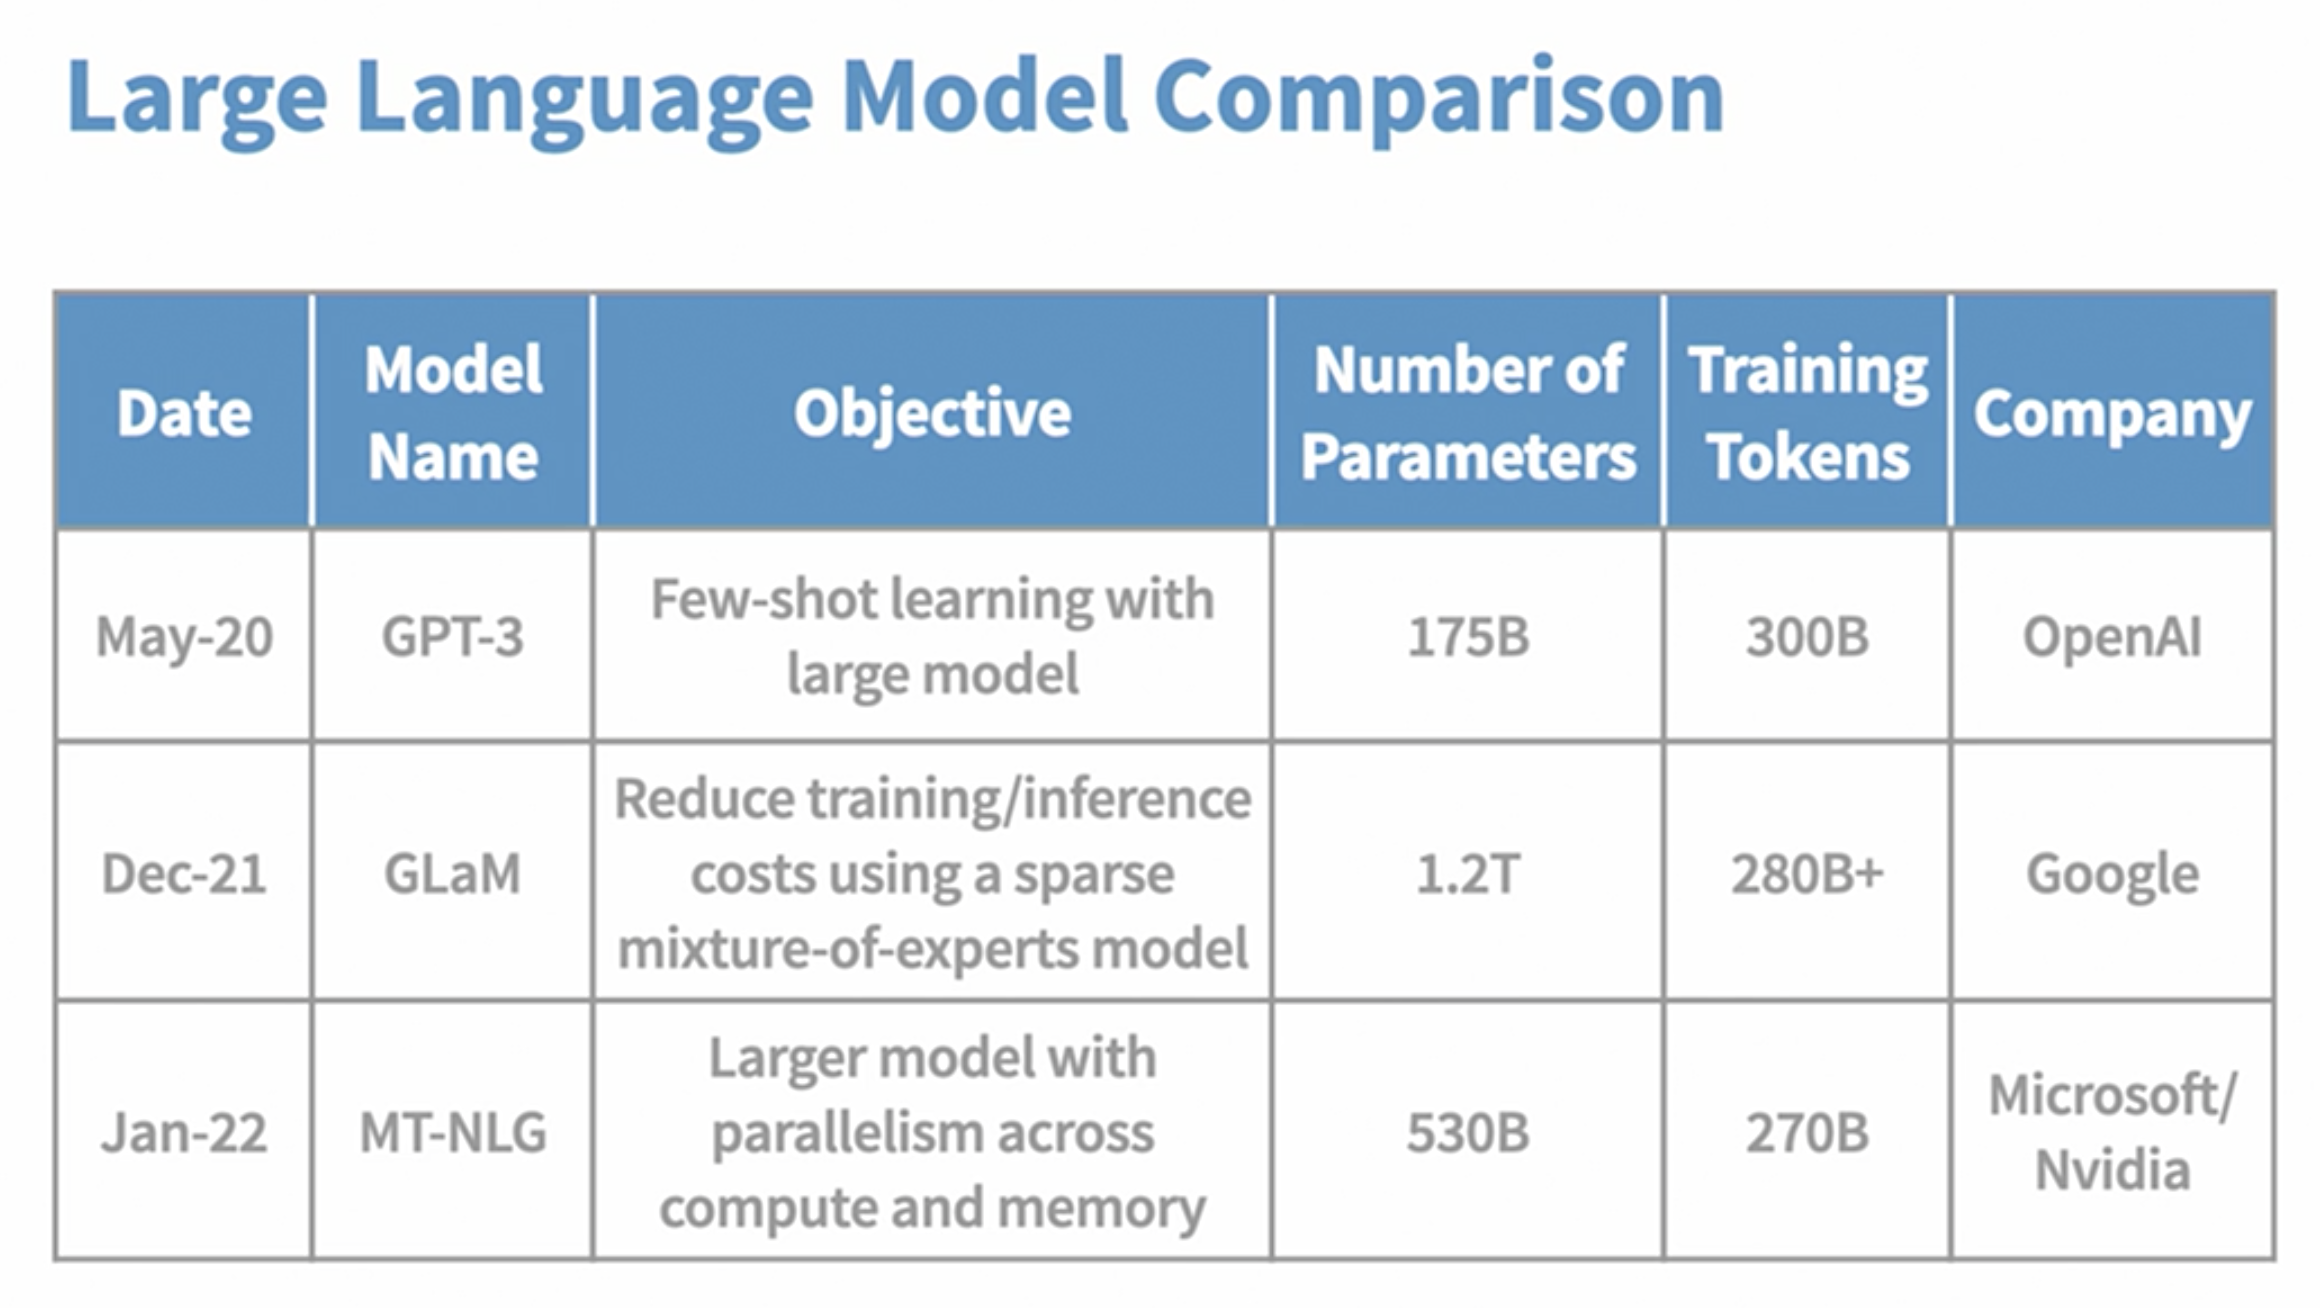 Large Language Model Comparison
Date
Model
Name
Objective
Number of
Parameters
Training
Tokens
Company
May-20
GPT-3
Few-shot learning with
large model
175B
300B
OpenAI
Dec-21
GLaM
Reduce training/inference
costs using a sparse
mixture-of-experts model
1.2T
280B+
Google
Jan-22
MT-NLG
Larger model with
parallelism across
compute and memory
530B
270B
Microsoft/
Nvidia